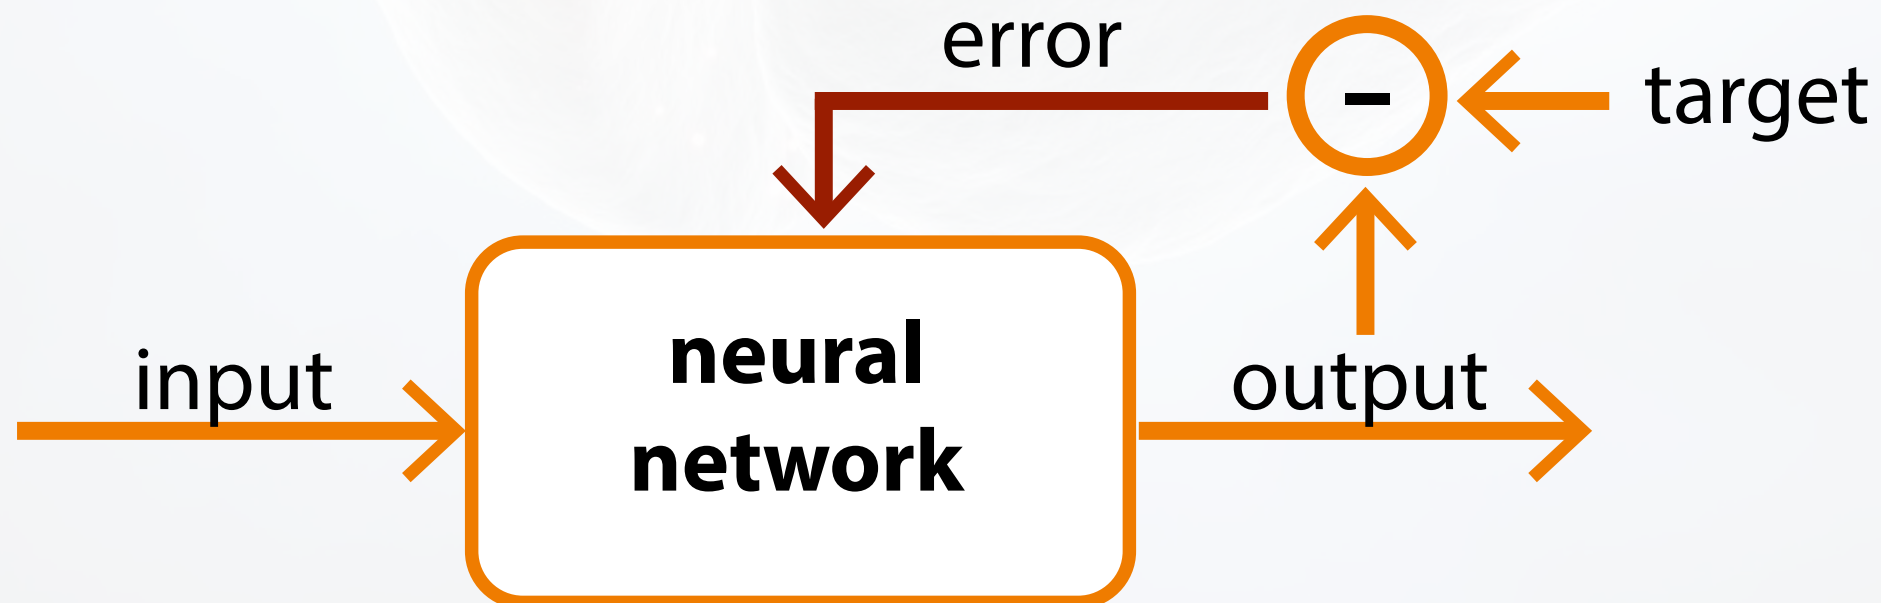 error
-
target
input
neural
network
output